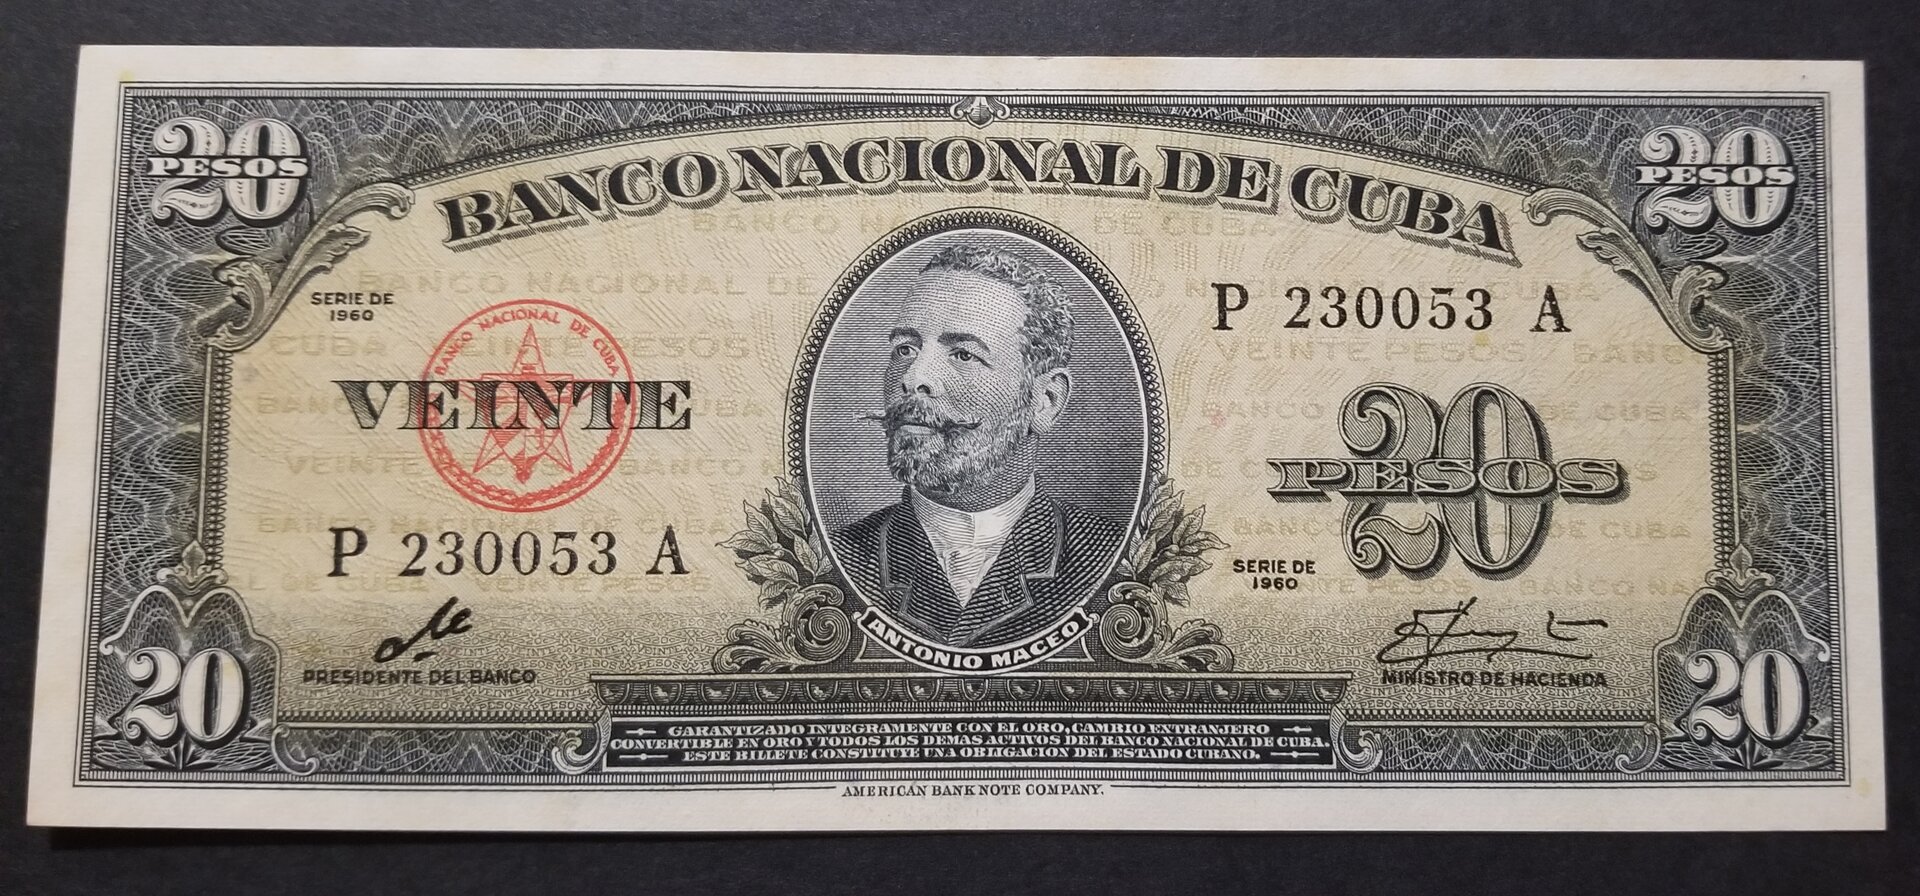 20 PESOS
20 PESOS
BANCO NACIONAL DE CUBA
SERIE DE
1960
BANCO NACIONAL DE CUBA
P 230053 A
VEINTE
20
PESOS
P 230053 A
SERIE DE
1960
Che
ANTONIO MACEO
PRESIDENTE DEL BANCO
MINISTRO DE HACIENDA
20
20
GARANTIZADO INTEGRAMENTE CON EL ORO, CAMBIO EXTRANJERO
CONVERTIBLE EN ORO Y TODOS LOS DEMAS ACTIVOS DEL BANCO NACIONAL DE CUBA.
ESTE BILLETE CONSTITUYE UNA OBLIGACION DEL ESTADO CUBANO.
AMERICAN BANK NOTE COMPANY.